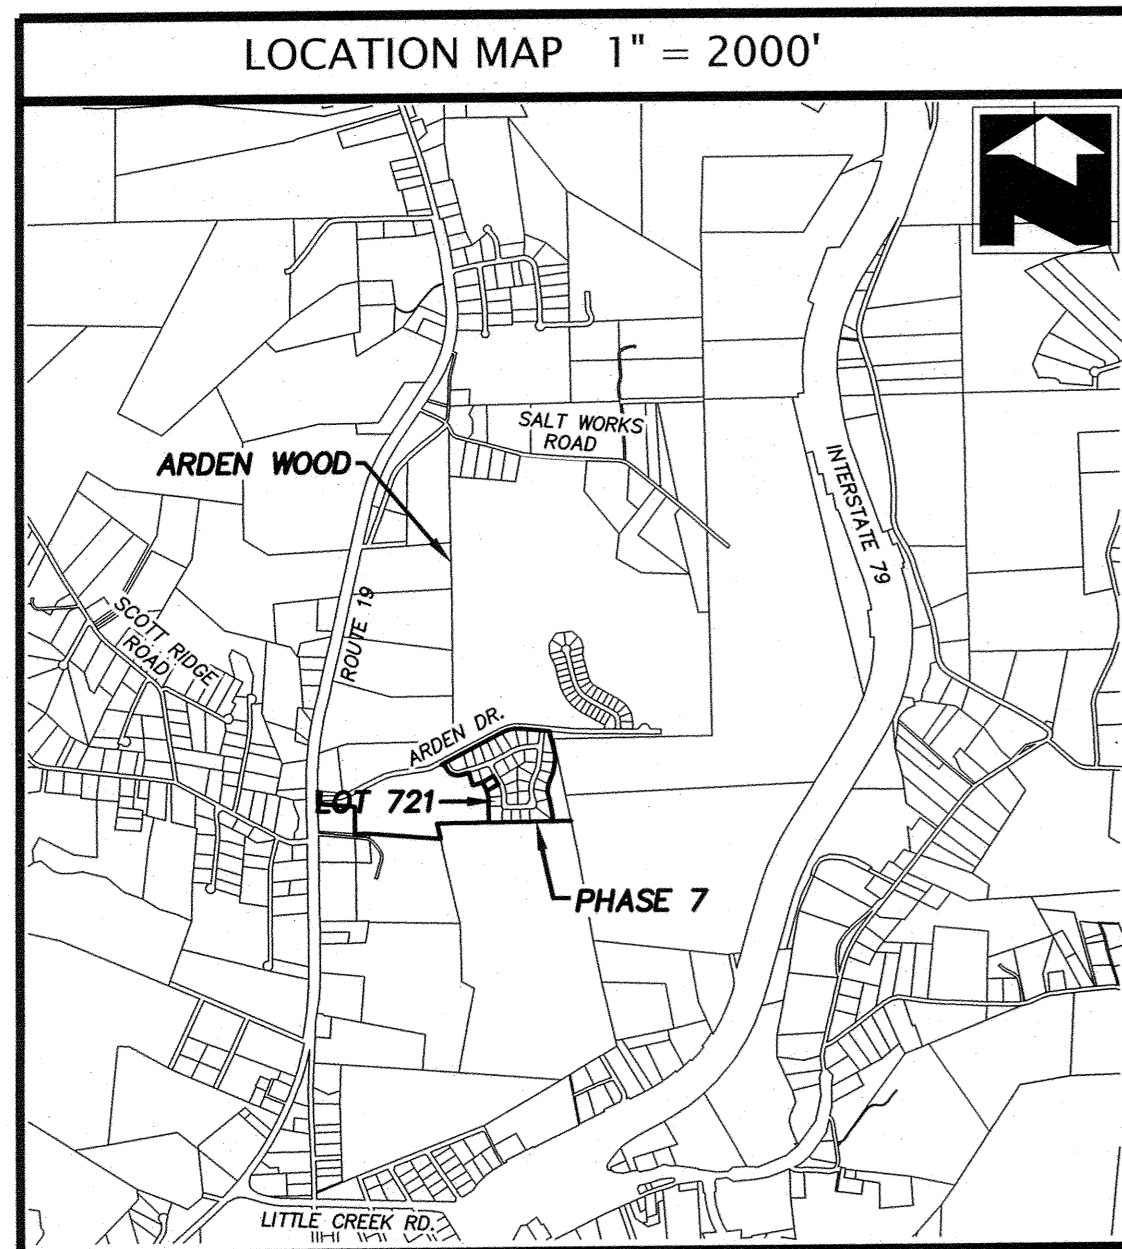 LOCATION MAP 1" = 2000'
N
SALT WORKS
ROAD
ARDEN WOOD
INTERSTATE 79
SCOTT RIDGE
ROAD
ROUTE 19
ARDEN DR.
LOT 721
PHASE 7
LITTLE CREEK RD.